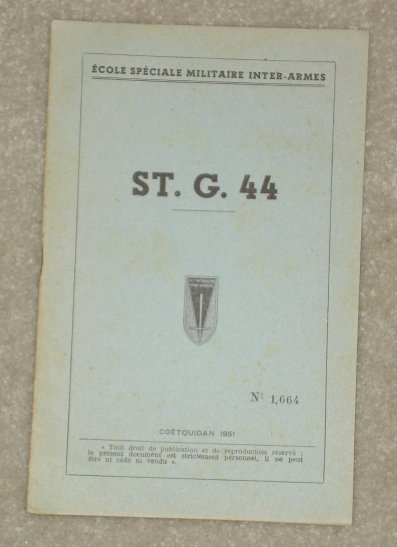 ÉCOLE SPÉCIALE MILITAIRE INTER-ARMES
ST. G. 44
Nº 1,664
COËTQUIDAN 1951
« Tout droit de publication et de reproduction réservé ;
le présent document est strictement personnel, il ne peut
être ni cédé ni vendu ».